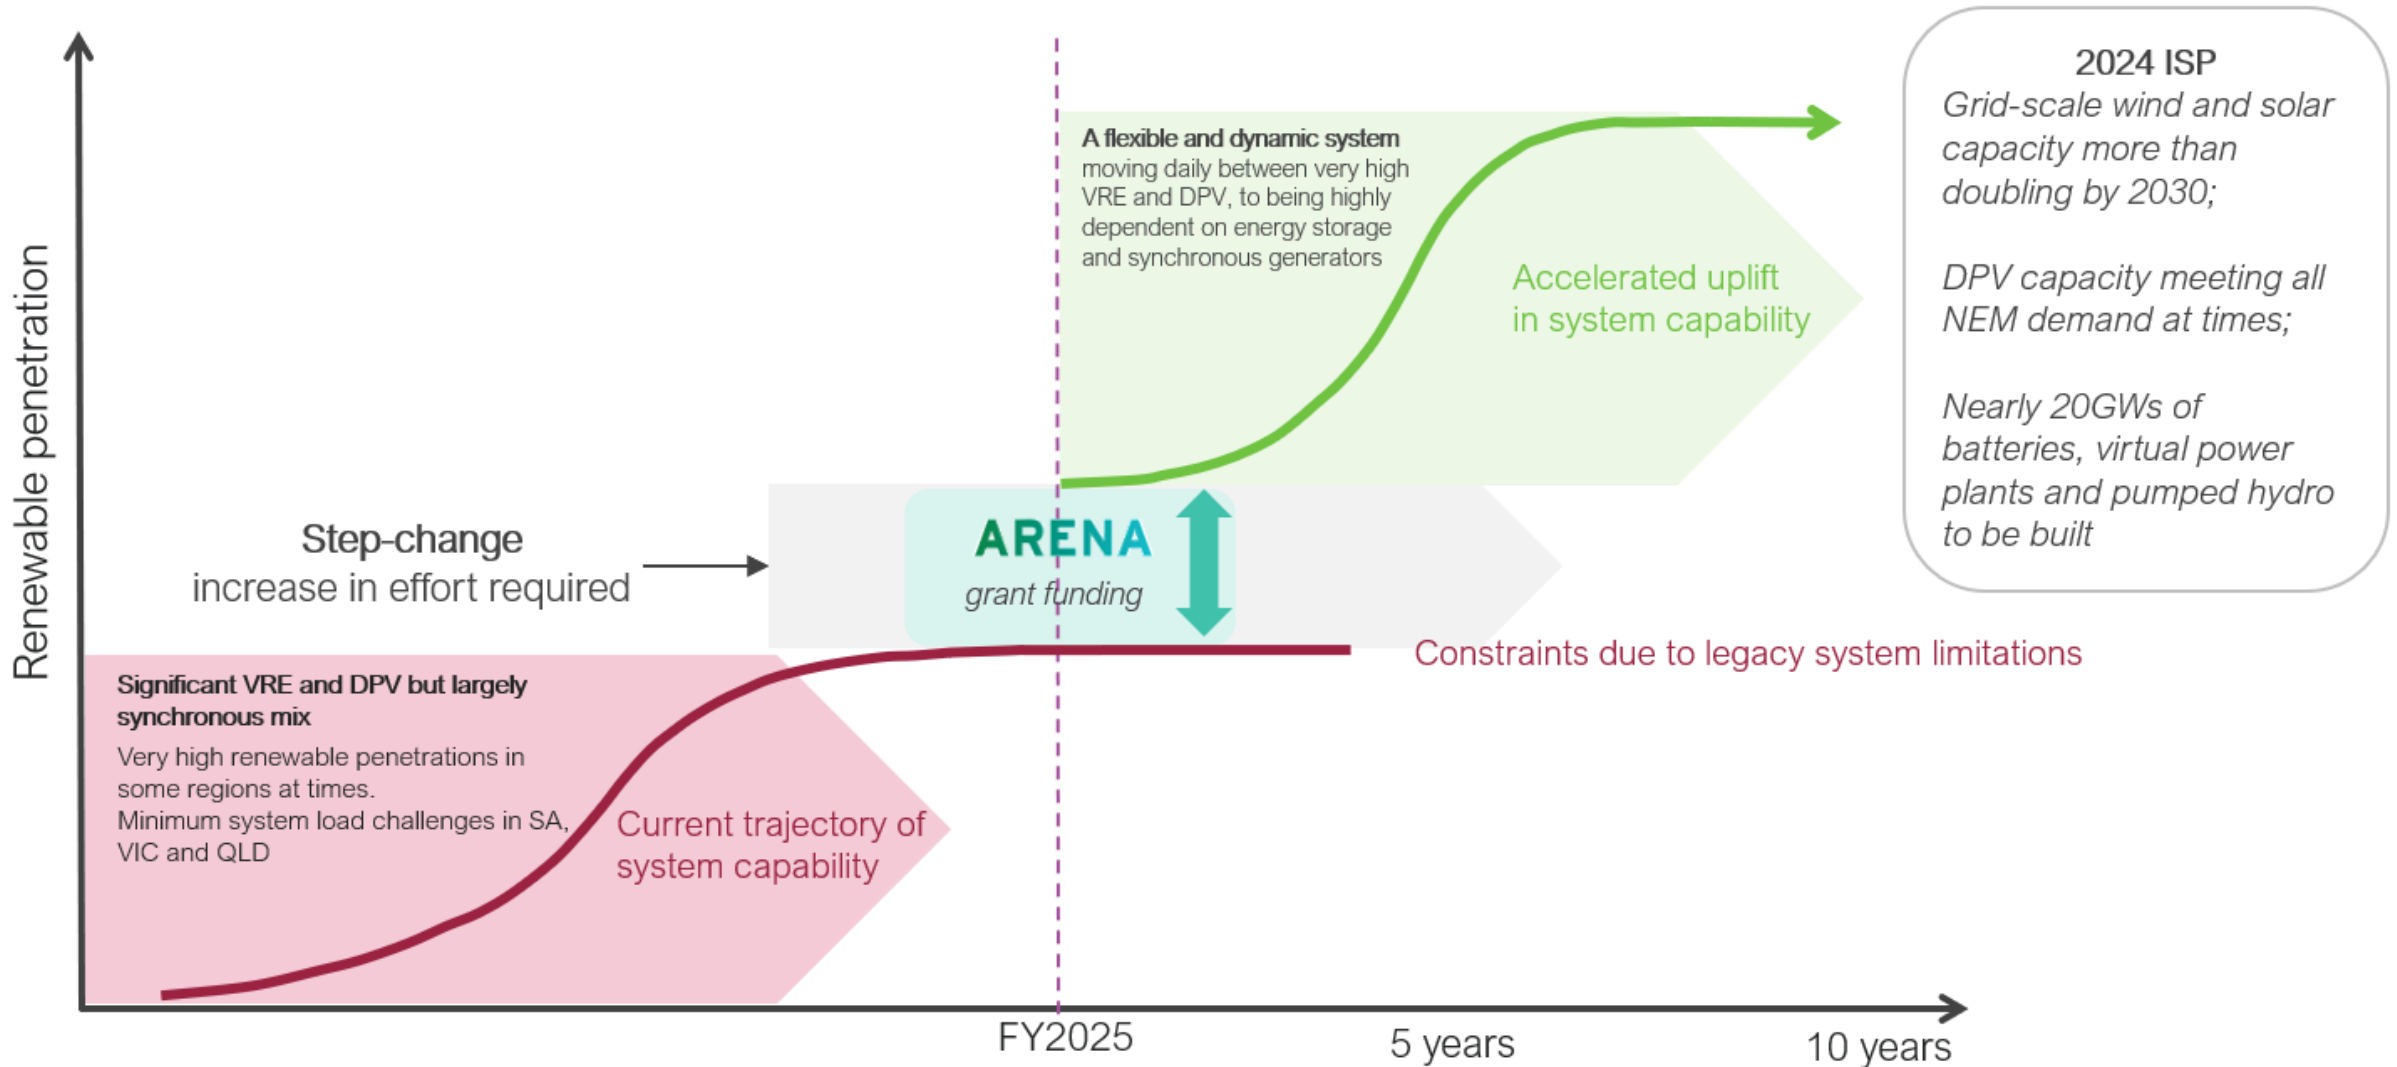 Renewable penetration
A flexible and dynamic system
moving daily between very high
VRE and DPV, to being highly
dependent on energy storage
and synchronous generators
Accelerated uplift
in system capability
2024 ISP
Grid-scale wind and solar
capacity more than
doubling by 2030;
DPV capacity meeting all
NEM demand at times;
Nearly 20GWs of
batteries, virtual power
plants and pumped hydro
to be built
Step-change
increase in effort required
ARENA
grant funding
Constraints due to legacy system limitations
Significant VRE and DPV but largely
synchronous mix
Very high renewable penetrations in
some regions at times.
Minimum system load challenges in SA,
VIC and QLD
Current trajectory of
system capability
FY2025
5 years
10 years